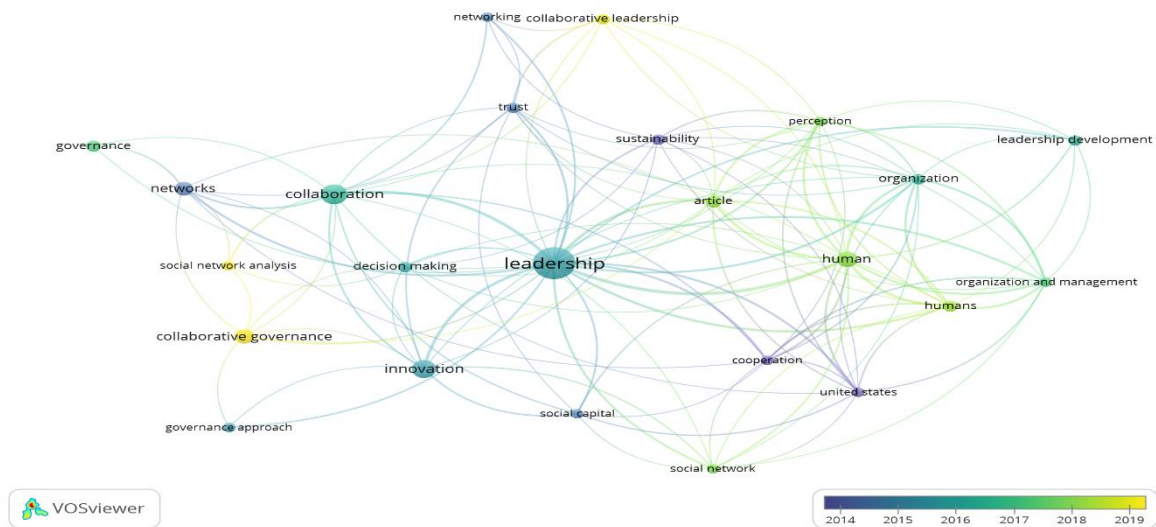 networking
collaborative leadership
trust
perception
sustainability
leadership development
governance
organization
networks
collaboration
article
social network analysis
decision making
leadership
human
organization and management
humans
collaborative governance
cooperation
innovation
united states
social capital
governance approach
social network
VOSviewer
2014 2015 2016 2017 2018 2019